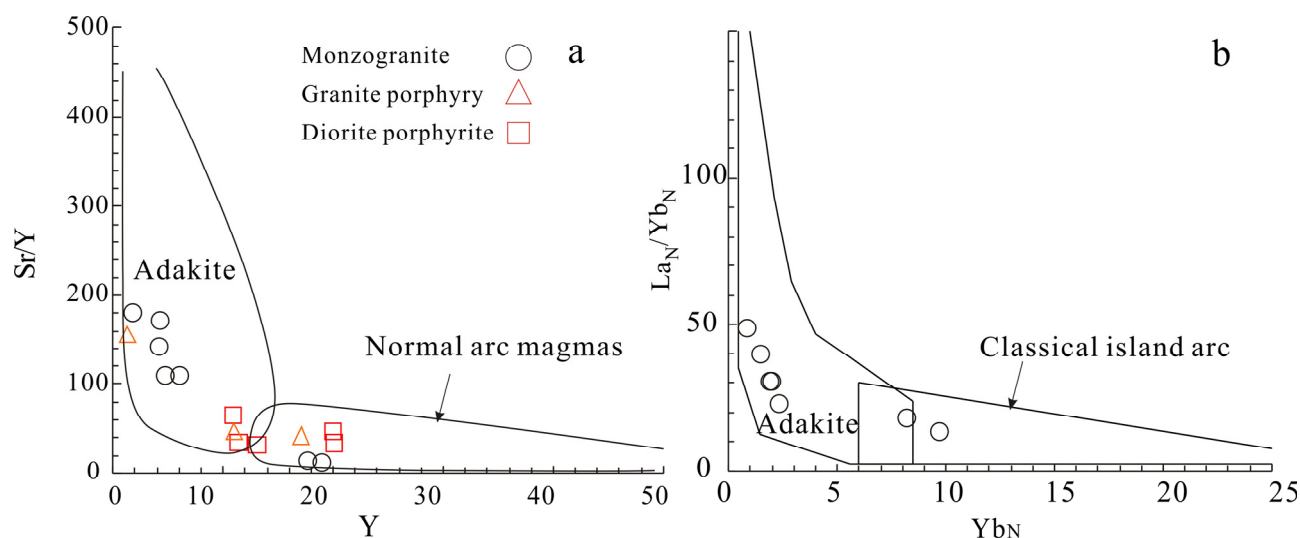 a
Monzogranite
Granite porphyry
Diorite porphyrite
500
400
300
200
100
0
Sr/Y
Adakite
Normal arc magmas
0 10 20 30 40 50
Y
b
100
50
0
LaN/YbN
Classical island arc
Adakite
0 5 10 15 20 25
YbN